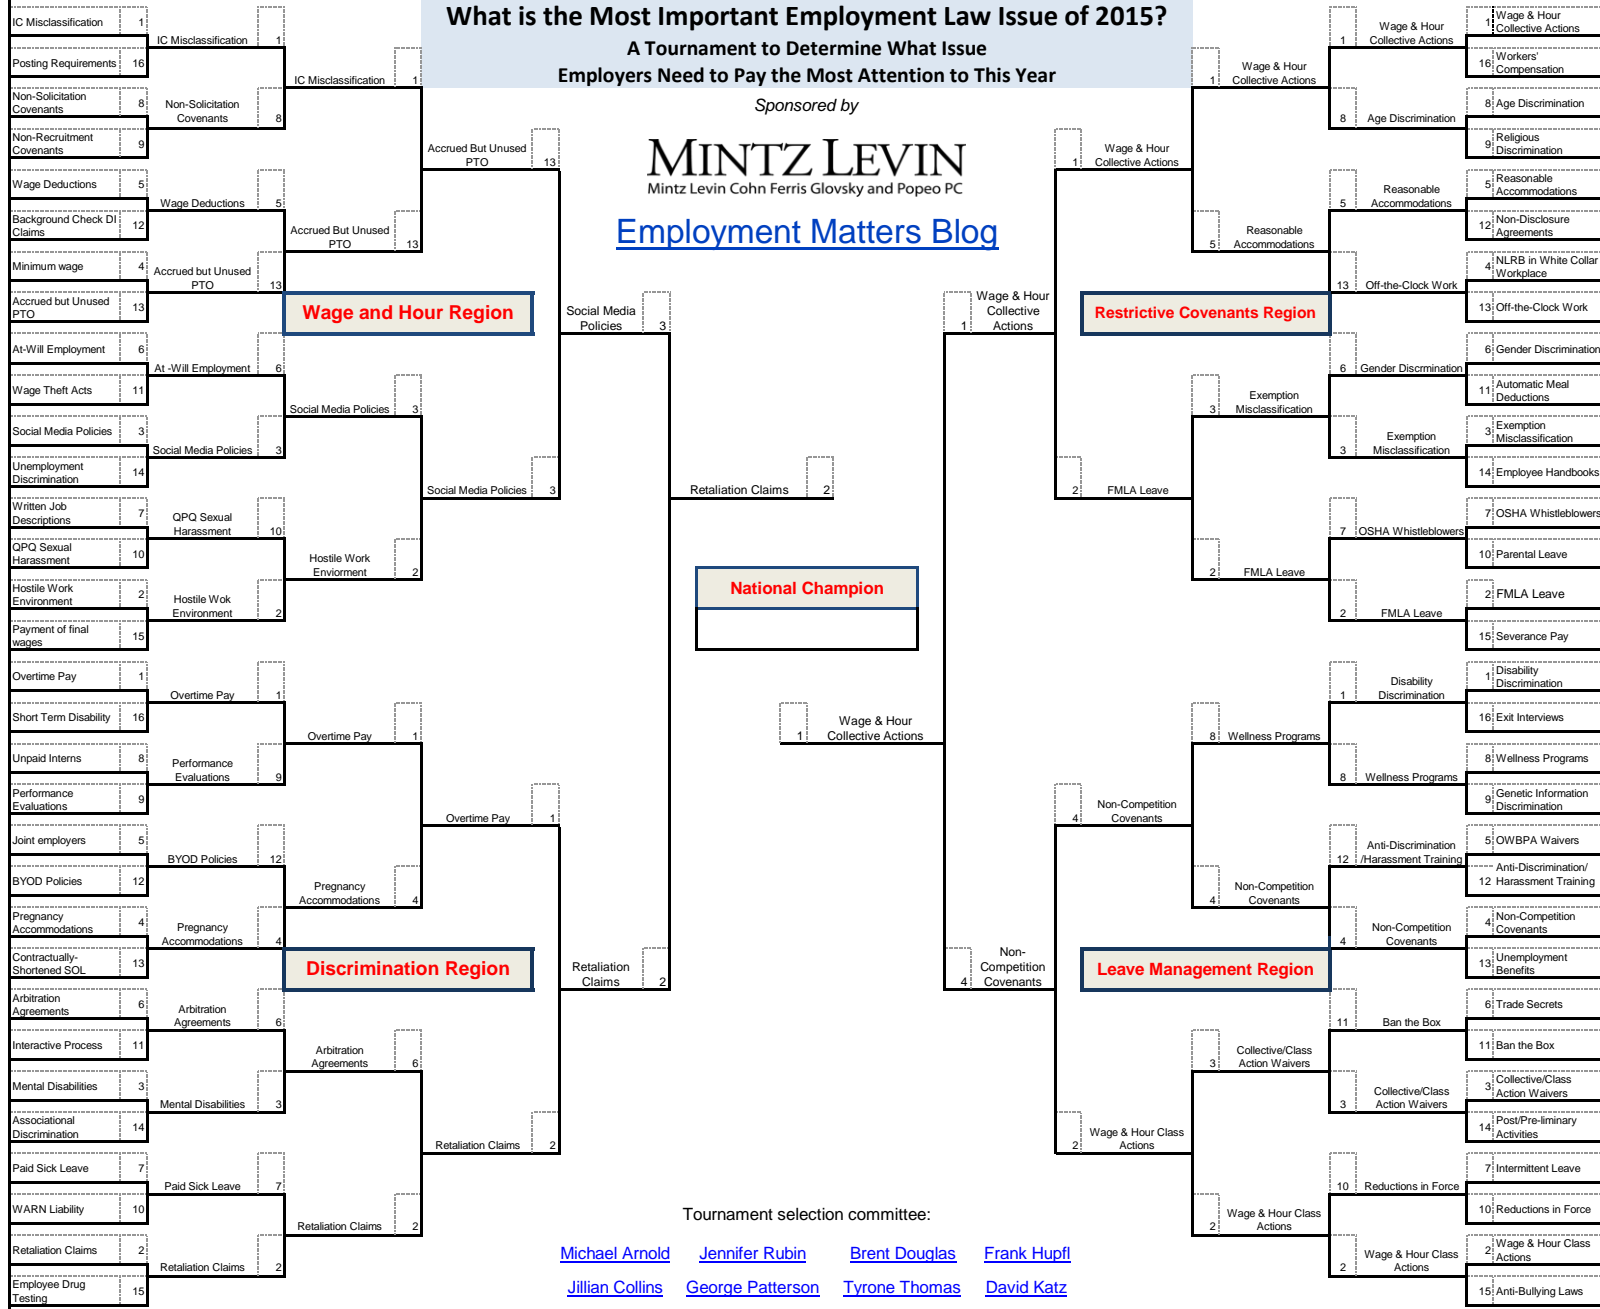 What is the Most Important Employment Law Issue of 2015?
A Tournament to Determine What Issue
Employers Need to Pay the Most Attention to This Year
Sponsored by
MINTZ LEVIN
Mintz Levin Cohn Ferris Glovsky and Popeo PC
Employment Matters Blog
IC Misclassification 1
Posting Requirements 16
Non-Solicitation
Covenants 8
Non-Recruitment
Covenants 9
Wage Deductions 5
Background Check DI
Claims 12
Minimum wage 4
Accrued but Unused
PTO 13
At-Will Employment 6
Wage Theft Acts 11
Social Media Policies 3
Unemployment
Discrimination 14
Written Job
Descriptions 7
QPQ Sexual
Harassment 10
Hostile Work
Environment 2
Payment of final
wages 15
Overtime Pay 1
Short Term Disability 16
Unpaid Interns 8
Performance
Evaluations 9
Joint employers 5
BYOD Policies 12
Pregnancy
Accommodations 4
Contractually-
Shortened SOL 13
Arbitration
Agreements 6
Interactive Process 11
Mental Disabilities 3
Associational
Discrimination 14
Paid Sick Leave 7
WARN Liability 10
Retaliation Claims 2
Employee Drug
Testing 15
IC Misclassification 1
Non-Solicitation
Covenants 8
Wage Deductions 5
Accrued but Unused
PTO 13
At -Will Employment 6
Social Media Policies 3
QPQ Sexual
Harassment 10
Hostile Wok
Environment 2
Overtime Pay 1
Performance
Evaluations 9
BYOD Policies 12
Pregnancy
Accommodations 4
Arbitration
Agreements 6
Mental Disabilities 3
Paid Sick Leave 7
Retaliation Claims 2
IC Misclassification 1
Accrued But Unused
PTO 13
Wage and Hour Region
Social Media Policies 3
Hostile Work
Enviorment 2
Overtime Pay 1
Pregnancy
Accommodations 4
Discrimination Region
Arbitration
Agreements 6
Retaliation Claims 2
Accrued But Unused
PTO 13
Social Media Policies 3
Overtime Pay 1
Retaliation Claims 2
Social Media
Policies 3
Retaliation
Claims 2
Retaliation Claims 2
National Champion
1 Wage & Hour
Collective Actions
Wage & Hour
Collective
1 Actions
Non-
Competition
4 Covenants
1 Wage & Hour
Collective Actions
2 FMLA Leave
4 Non-Competition
Covenants
2 Wage & Hour Class
Actions
1 Wage & Hour
Collective Actions
5 Reasonable
Accommodations
Restrictive Covenants Region
3 Exemption
Misclassification
2 FMLA Leave
8 Wellness Programs
4 Non-Competition
Covenants
Leave Management Region
3 Collective/Class
Action Waivers
2 Wage & Hour Class
Actions
1 Wage & Hour
Collective Actions
8 Age Discrimination
5 Reasonable
Accommodations
13 Off-the-Clock Work
6 Gender Discrmination
3 Exemption
Misclassification
7 OSHA Whistleblowers
2 FMLA Leave
1 Disability
Discrimination
8 Wellness Programs
12 Anti-Discrimination
/Harassment Training
4 Non-Competition
Covenants
11 Ban the Box
3 Collective/Class
Action Waivers
10 Reductions in Force
2 Wage & Hour Class
Actions
1 Wage & Hour
Collective Actions
16 Workers'
Compensation
8 Age Discrimination
9 Religious
Discrimination
5 Reasonable
Accommodations
12 Non-Disclosure
Agreements
4 NLRB in White Collar
Workplace
13 Off-the-Clock Work
6 Gender Discrimination
11 Automatic Meal
Deductions
3 Exemption
Misclassification
14 Employee Handbooks
7 OSHA Whistleblowers
10 Parental Leave
2 FMLA Leave
15 Severance Pay
1 Disability
Discrimination
16 Exit Interviews
8 Wellness Programs
9 Genetic Information
Discrimination
5 OWBPA Waivers
Anti-Discrimination/
12 Harassment Training
4 Non-Competition
Covenants
13 Unemployment
Benefits
6 Trade Secrets
11 Ban the Box
3 Collective/Class
Action Waivers
14 Post/Pre-liminary
Activities
7 Intermittent Leave
10 Reductions in Force
2 Wage & Hour Class
Actions
15 Anti-Bullying Laws
Tournament selection committee:
Michael Arnold Jennifer Rubin Brent Douglas Frank Hupfl
Jillian Collins George Patterson Tyrone Thomas David Katz